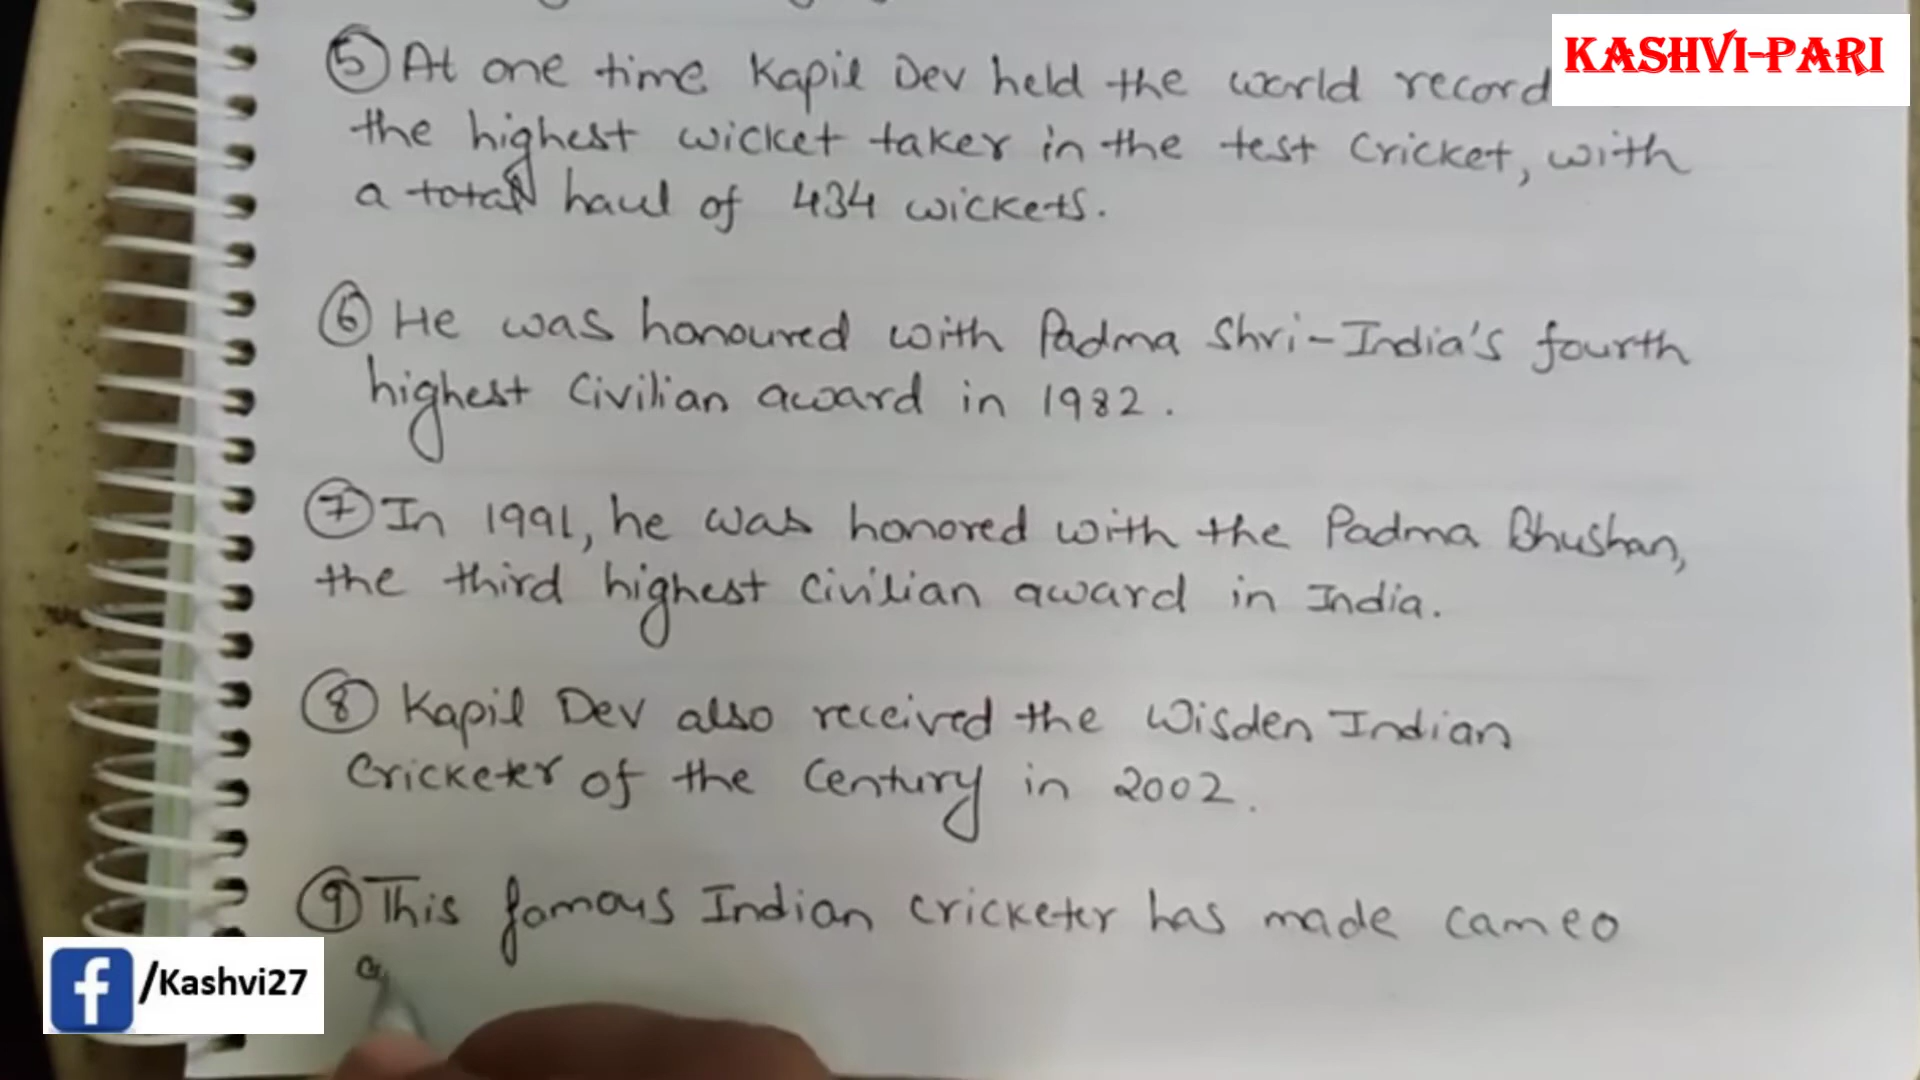 KASHVI-PARI
⑤ At one time Kapil Dev held the world record
the highest wicket taker in the test cricket, with
a total haul of 434 wickets.
⑥ He was honoured with Padma Shri-India's fourth
highest civilian award in 1982.
⑦ In 1991, he was honored with the Padma Bhushan,
the third highest civilian award in India.
⑧ Kapil Dev also received the Wisden Indian
Cricketer of the Century in 2002.
⑨ This famous Indian cricketer has made cameo
f/Kashvi27